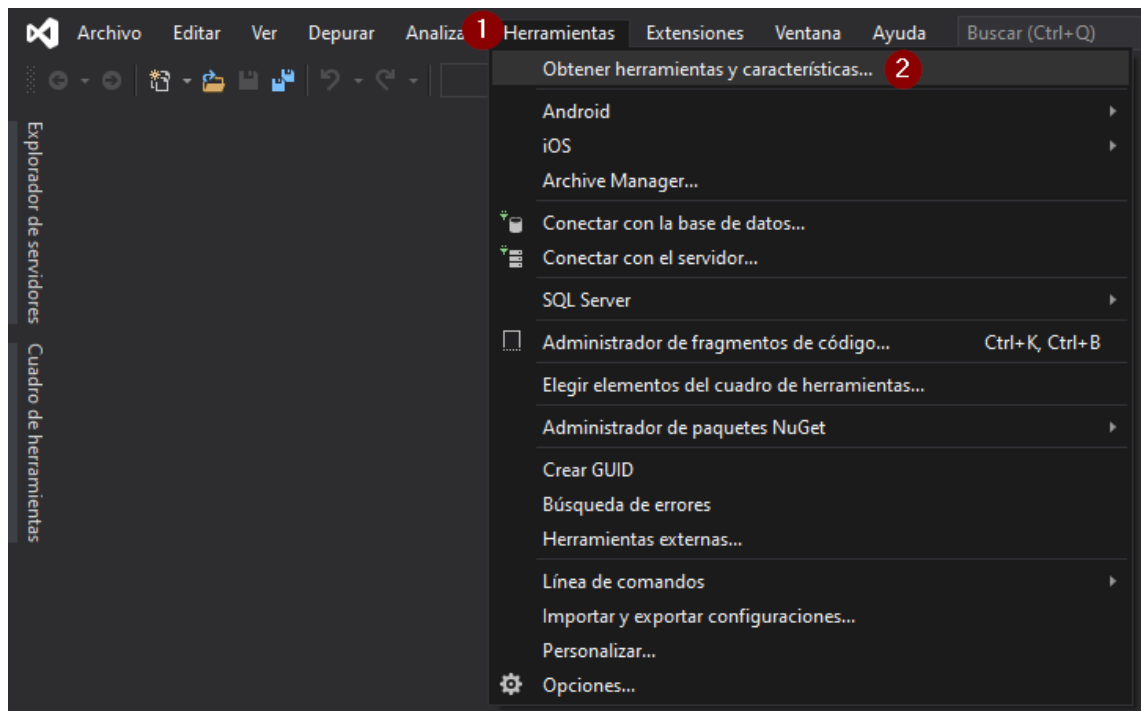 Archivo Editar Ver Depurar Analiza 1 Herramientas Extensiones Ventana Ayuda Buscar (Ctrl+Q)
Obtener herramientas y características... 2
Android
iOS
Archive Manager...
Conectar con la base de datos...
Conectar con el servidor...
SQL Server
Administrador de fragmentos de código... Ctrl+K, Ctrl+B
Elegir elementos del cuadro de herramientas...
Administrador de paquetes NuGet
Crear GUID
Búsqueda de errores
Herramientas externas...
Línea de comandos
Importar y exportar configuraciones...
Personalizar...
Opciones...
Explorador de servidores
Cuadro de herramientas